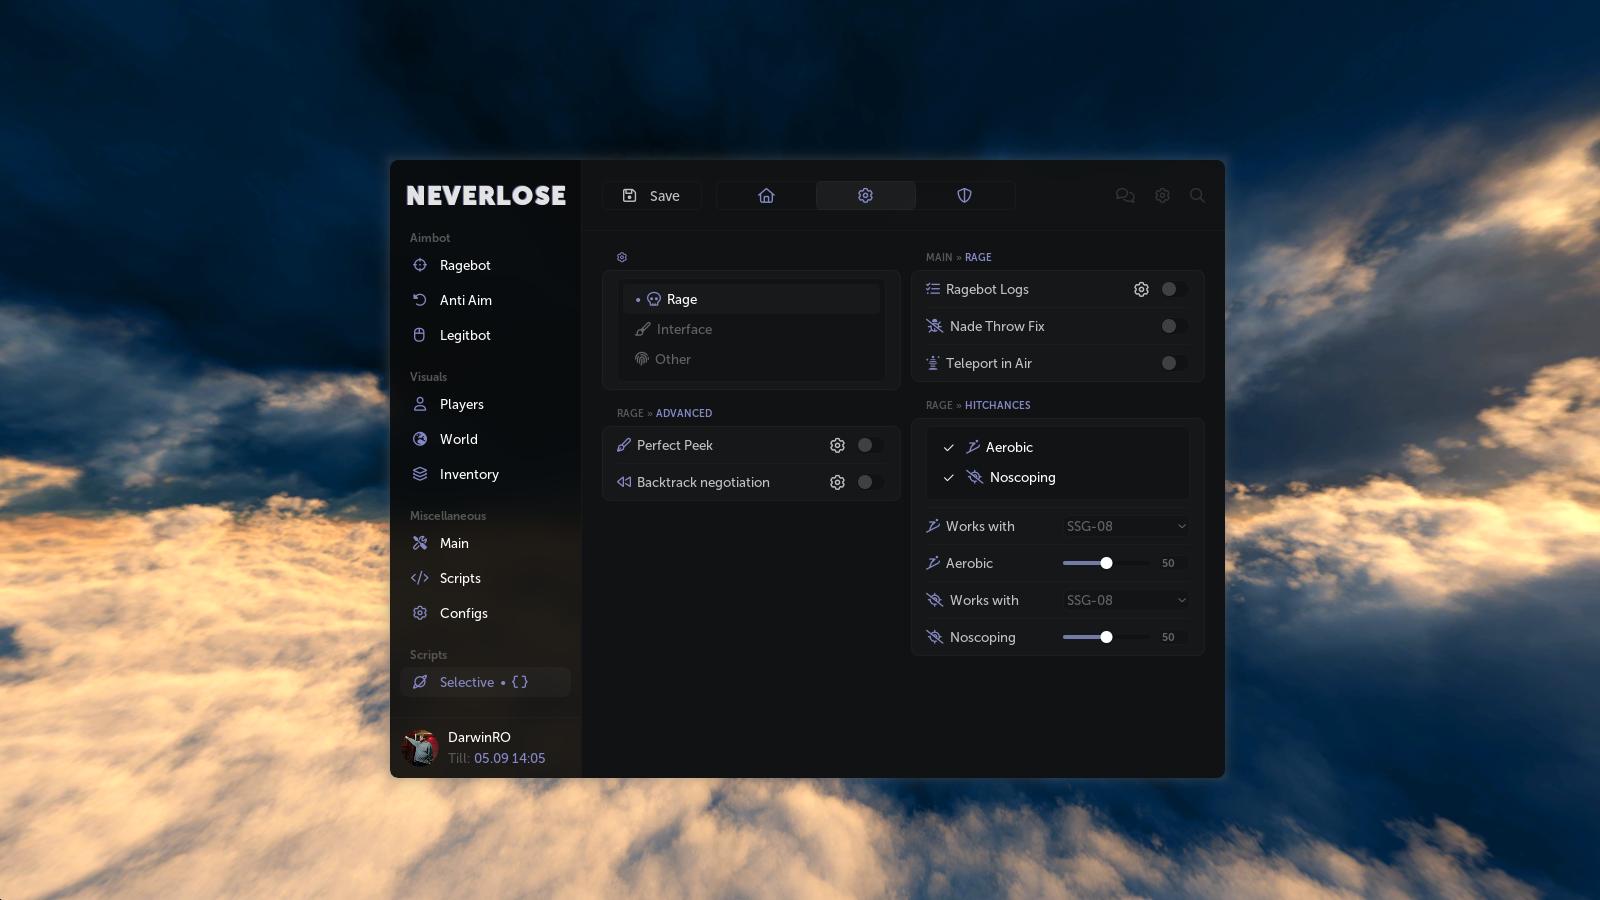 NEVERLOSE
Aimbot
Ragebot
Anti Aim
Legitbot
Visuals
Players
World
Inventory
Miscellaneous
Main
Scripts
Configs
Scripts
Selective • {}
DarwinRO
Till: 05.09 14:05
Save
Rage
Interface
Other
RAGE » ADVANCED
Perfect Peek
Backtrack negotiation
MAIN » RAGE
Ragebot Logs
Nade Throw Fix
Teleport in Air
RAGE » HITCHANCES
Aerobic
Noscoping
Works with SSG-08
Aerobic 50
Works with SSG-08
Noscoping 50